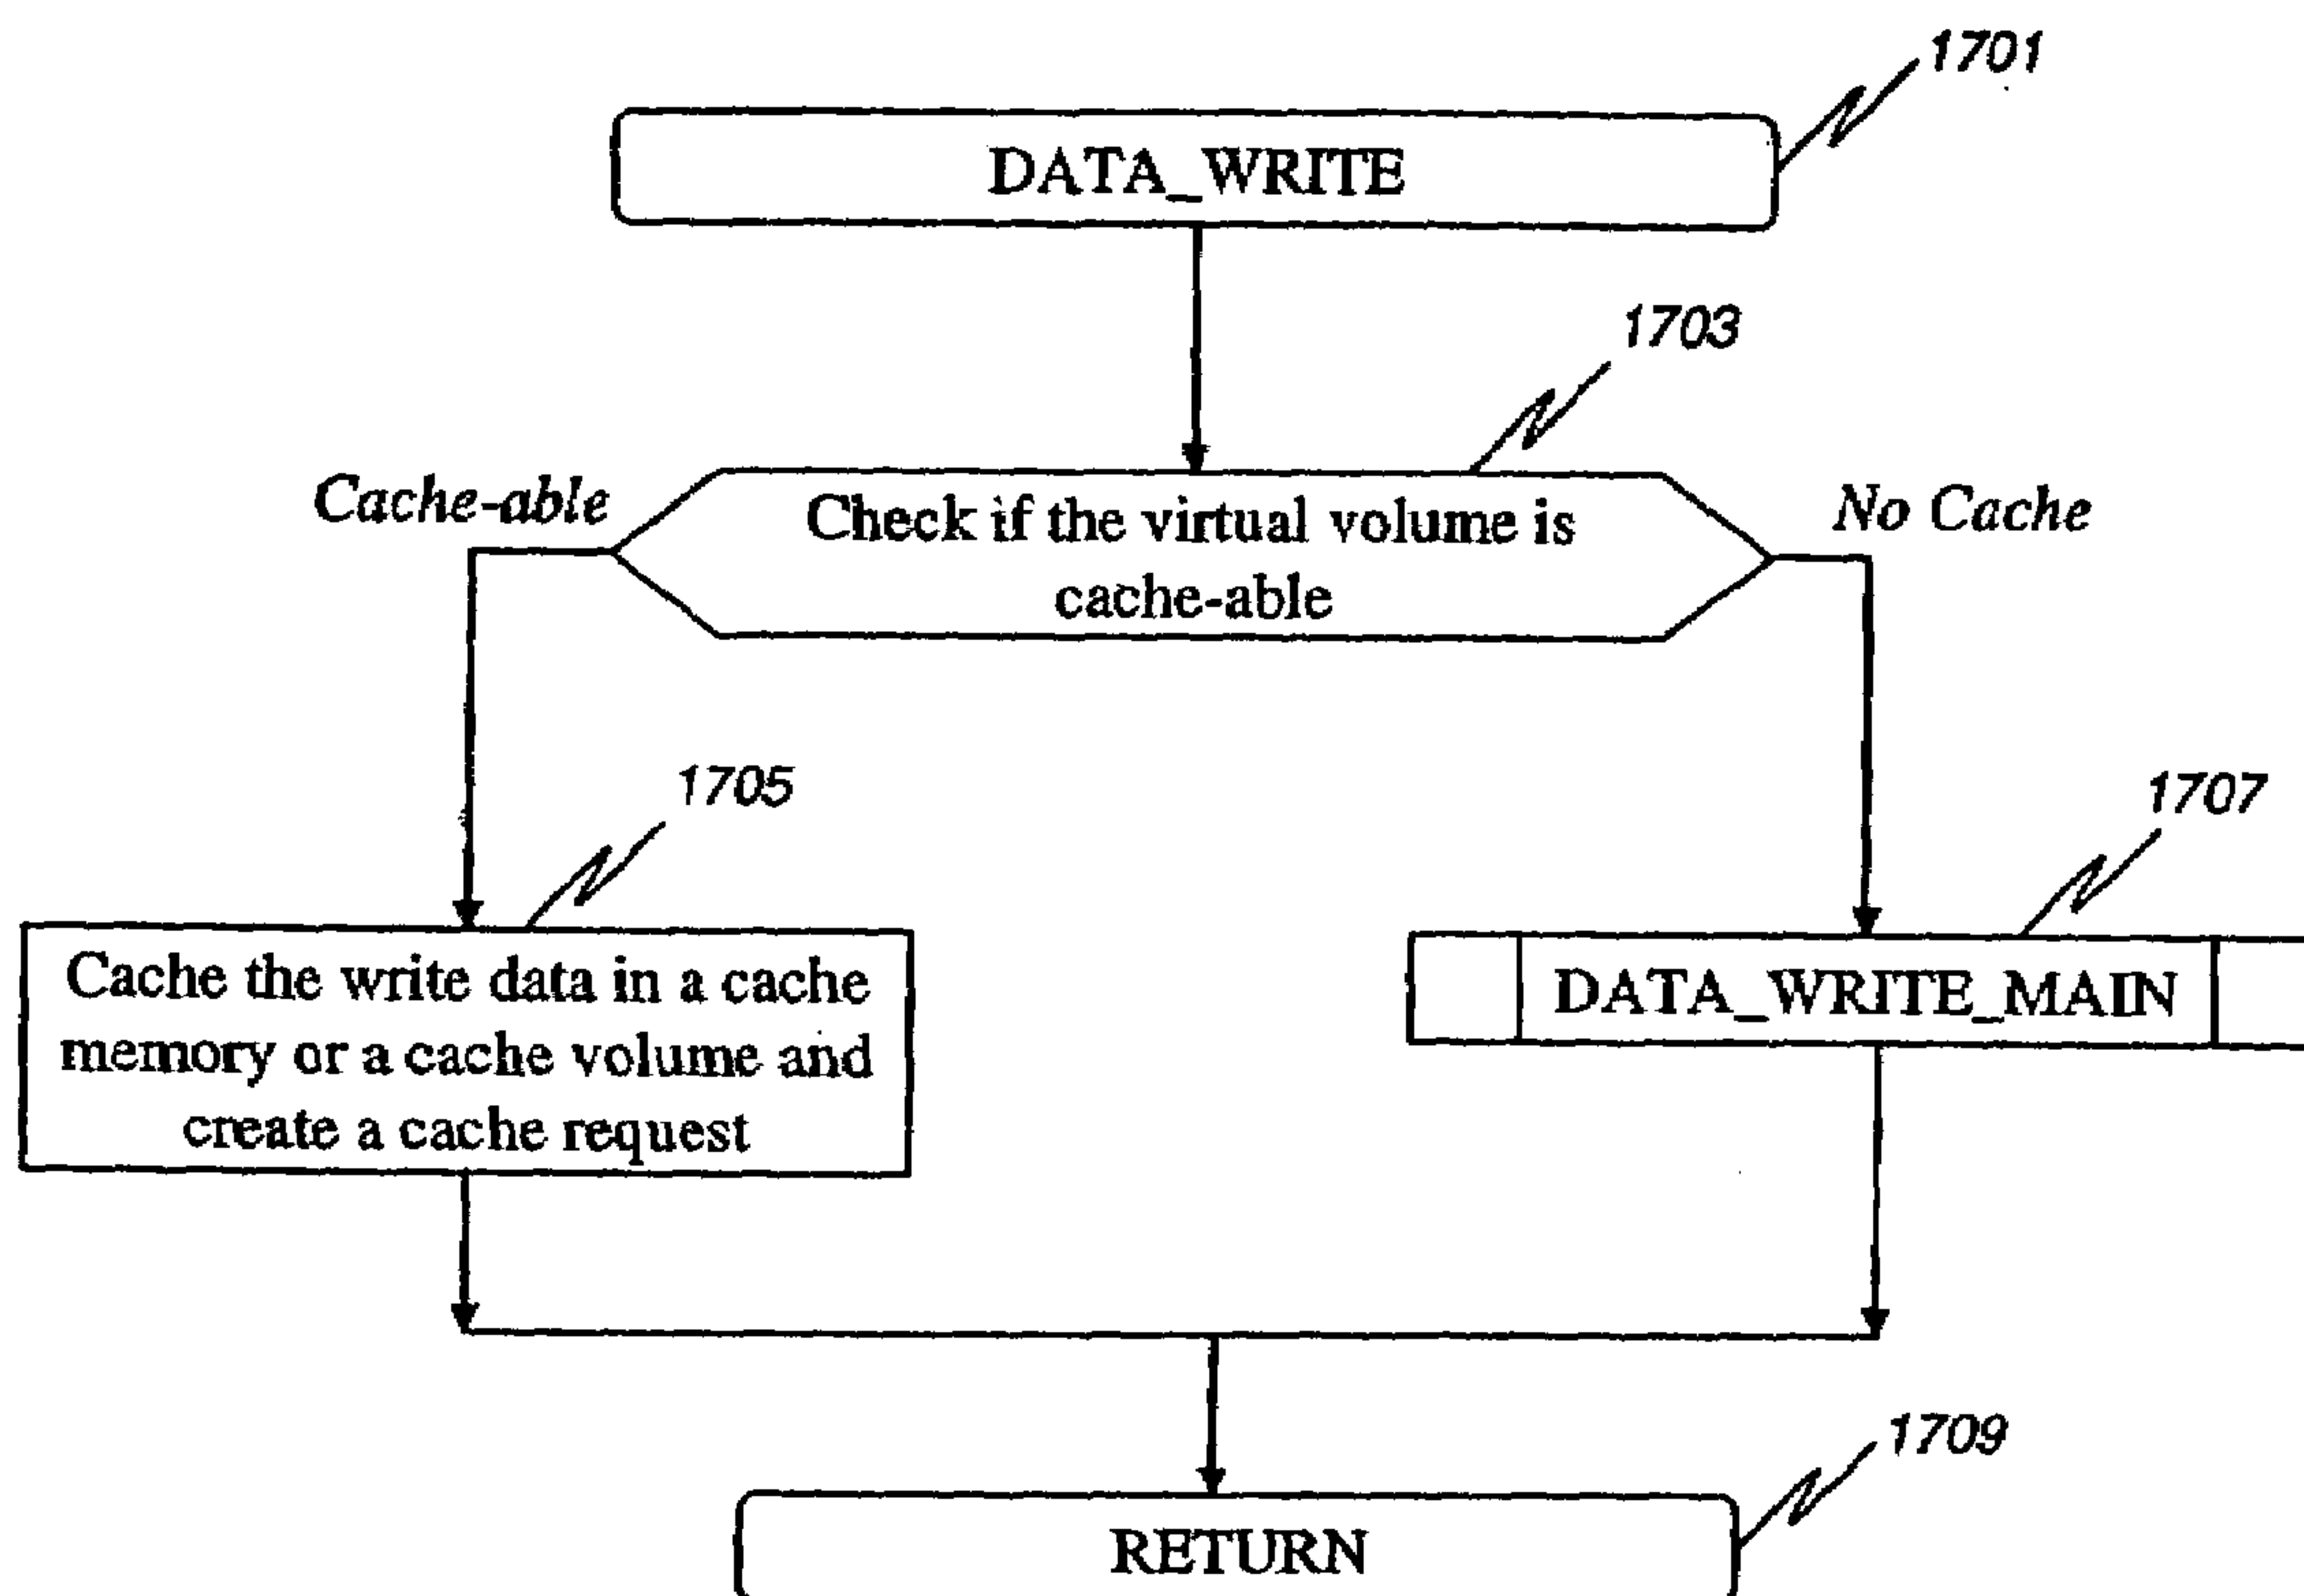 1701
DATA_WRITE
1703
Cache-able
Check if the virtual volume is
cache-able
No Cache
1705
1707
Cache the write data in a cache
memory or a cache volume and
create a cache request
DATA_WRITE_MAIN
1709
RETURN